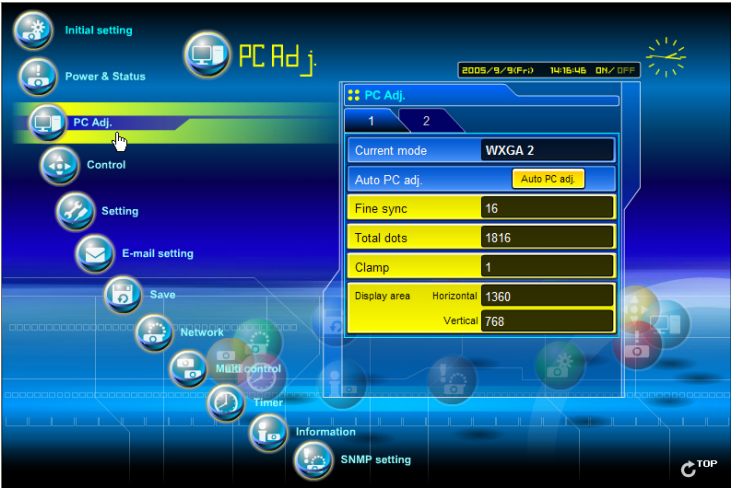 Initial setting
PC Adj.
2005/9/9(Fri) 14:16:46 ON/OFF
Power & Status
PC Adj.
PC Adj.
1 2
Current mode WXGA 2
Control
Auto PC adj. Auto PC adj.
Setting
Fine sync 16
Total dots 1816
E-mail setting
Clamp 1
Save
Display area Horizontal 1360
Vertical 768
Network
Multi control
Timer
Information
SNMP setting
TOP